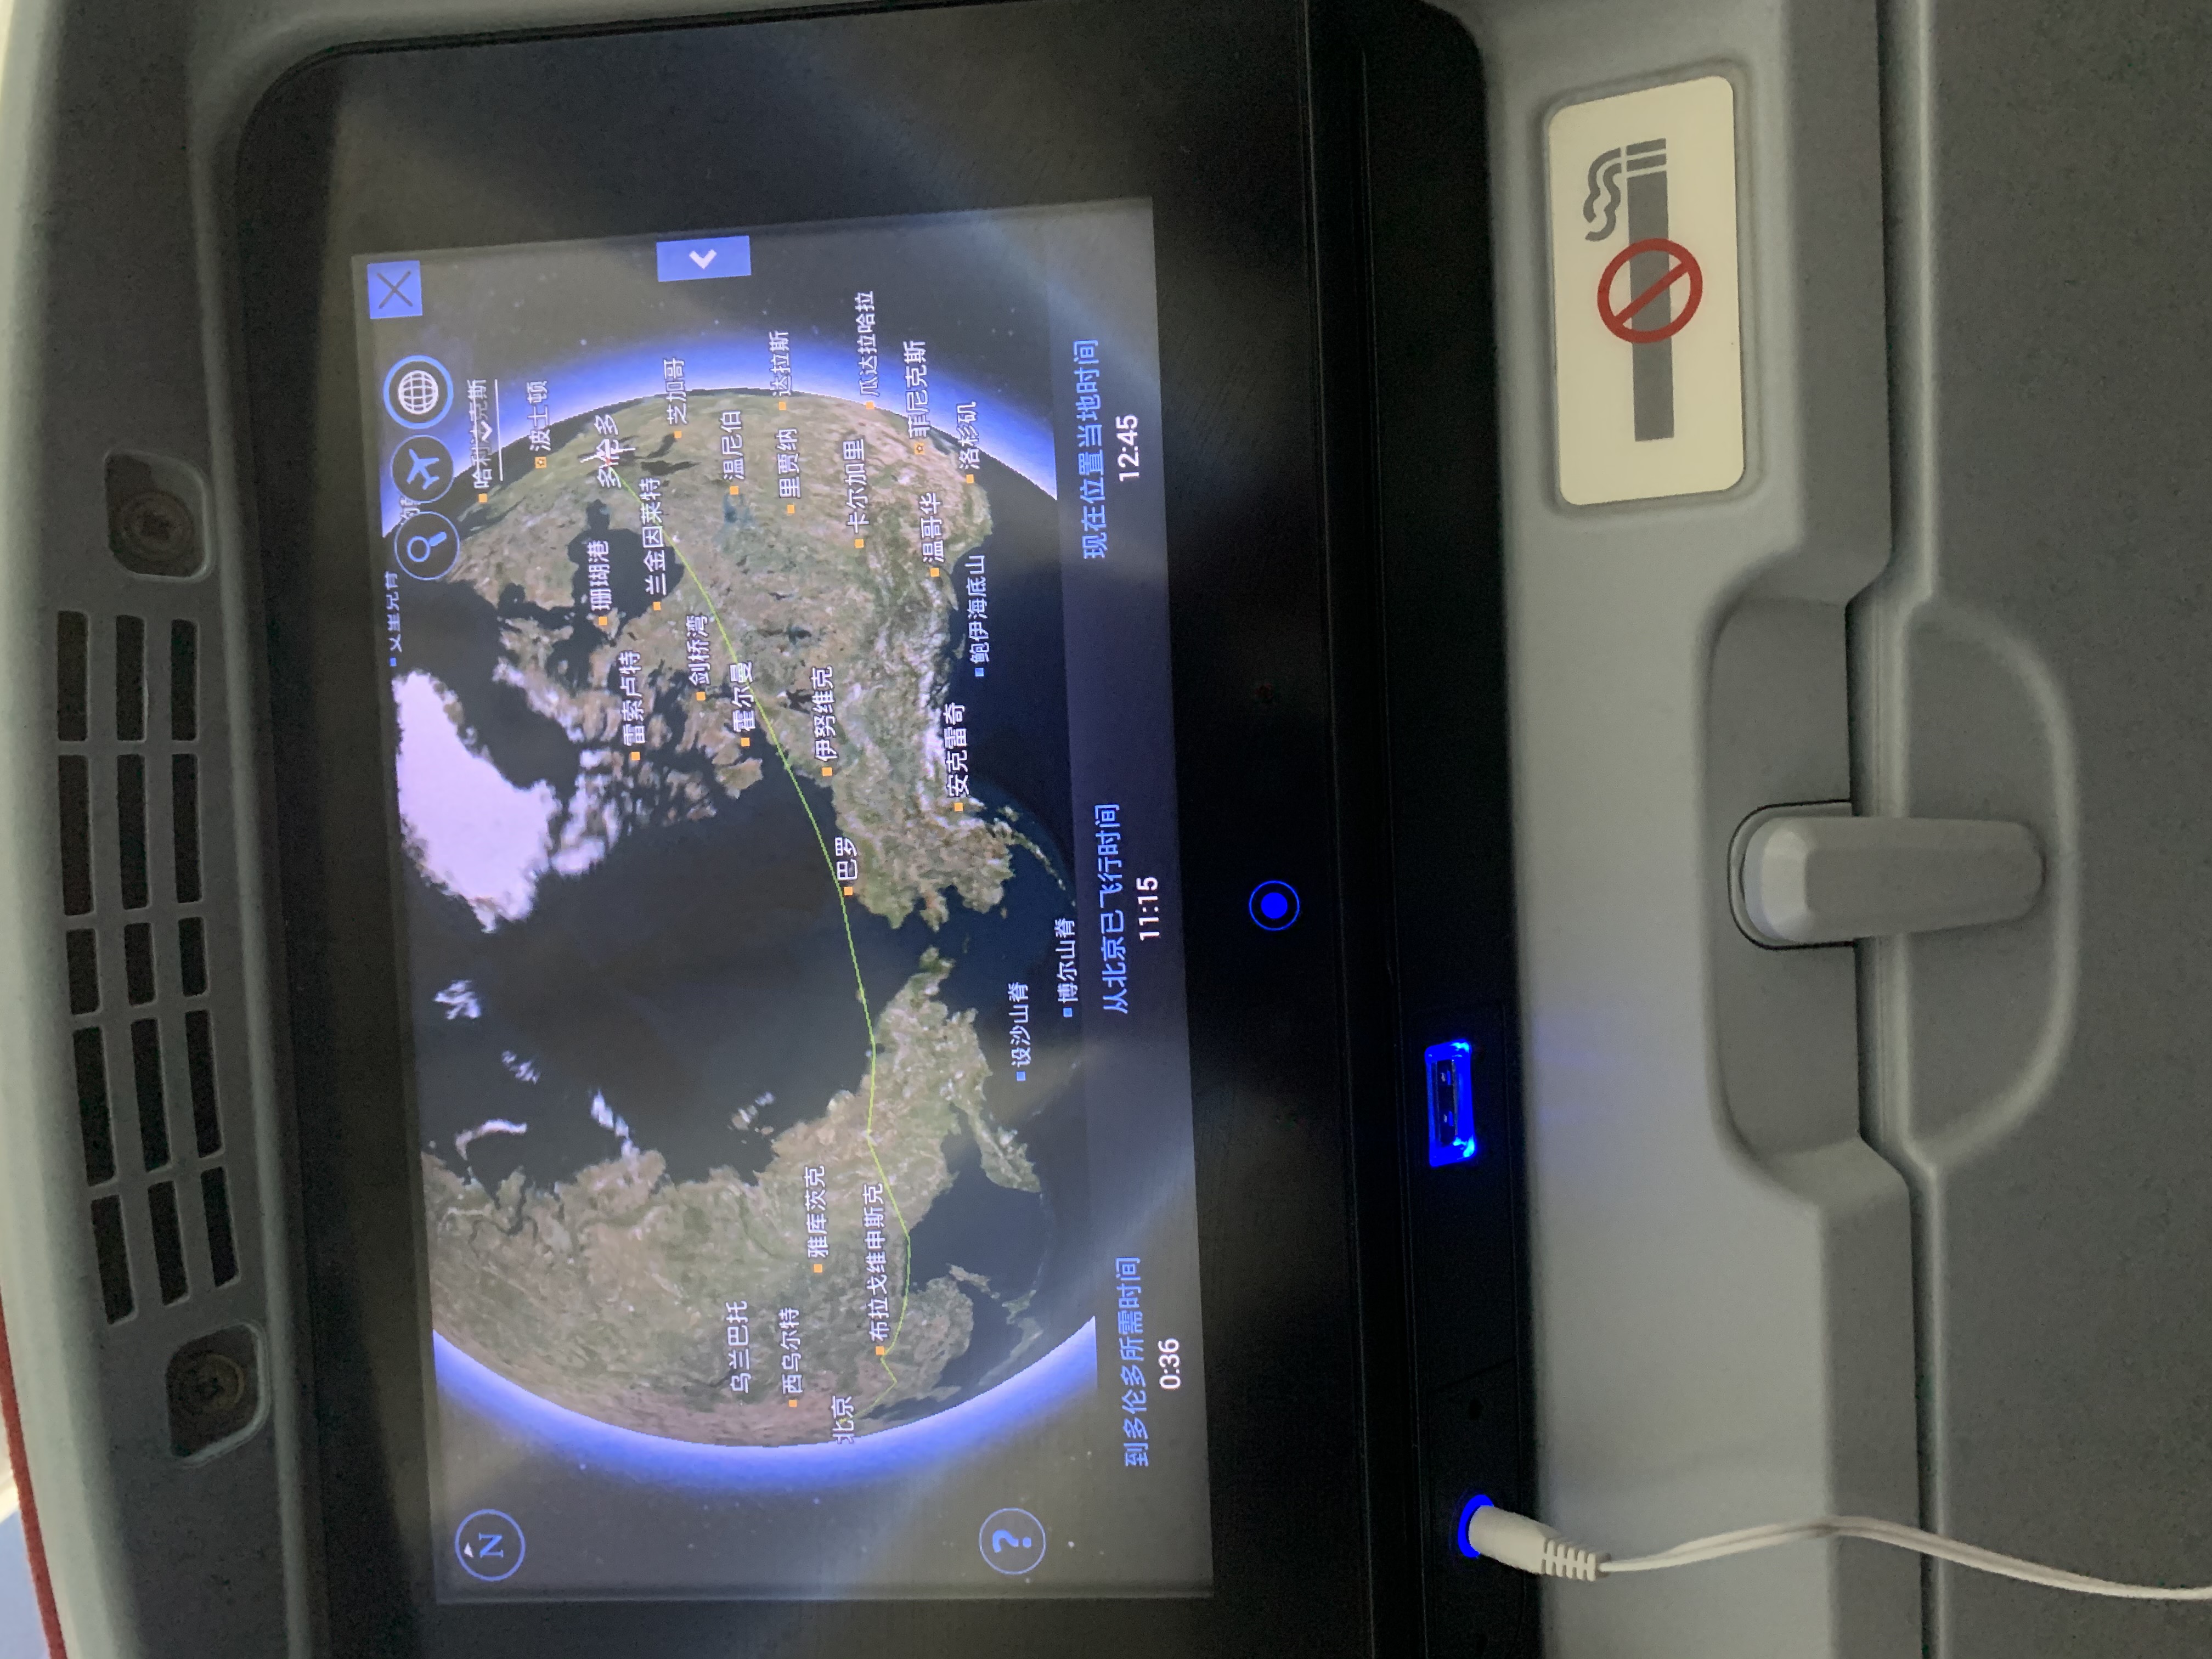 N
哈利法克斯
波士顿
珊瑚港
多伦多
雷索卢特
兰金因莱特
芝加哥
剑桥湾
温尼伯
霍尔曼
乌兰巴托
达拉斯
里贾纳
西乌尔特
雅库茨克
伊努维克
北京
巴罗
卡尔加里
瓜达拉哈拉
布拉戈维申斯克
菲尼克斯
温哥华
安克雷奇
洛杉矶
鲍伊海底山
?
设沙山脊
博尔山脊
到多伦多所需时间
0:36
从北京已飞行时间
11:15
现在位置当地时间
12:45